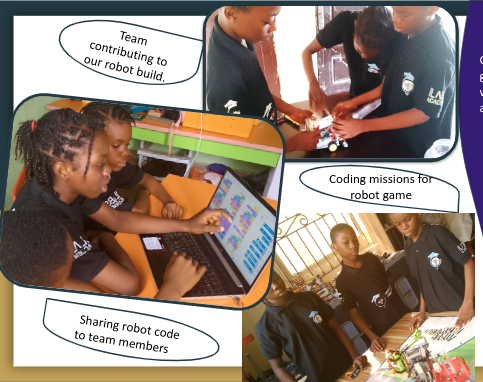 Team
contributing to
our robot build.
Coding missions for
robot game
Sharing robot code
to team members